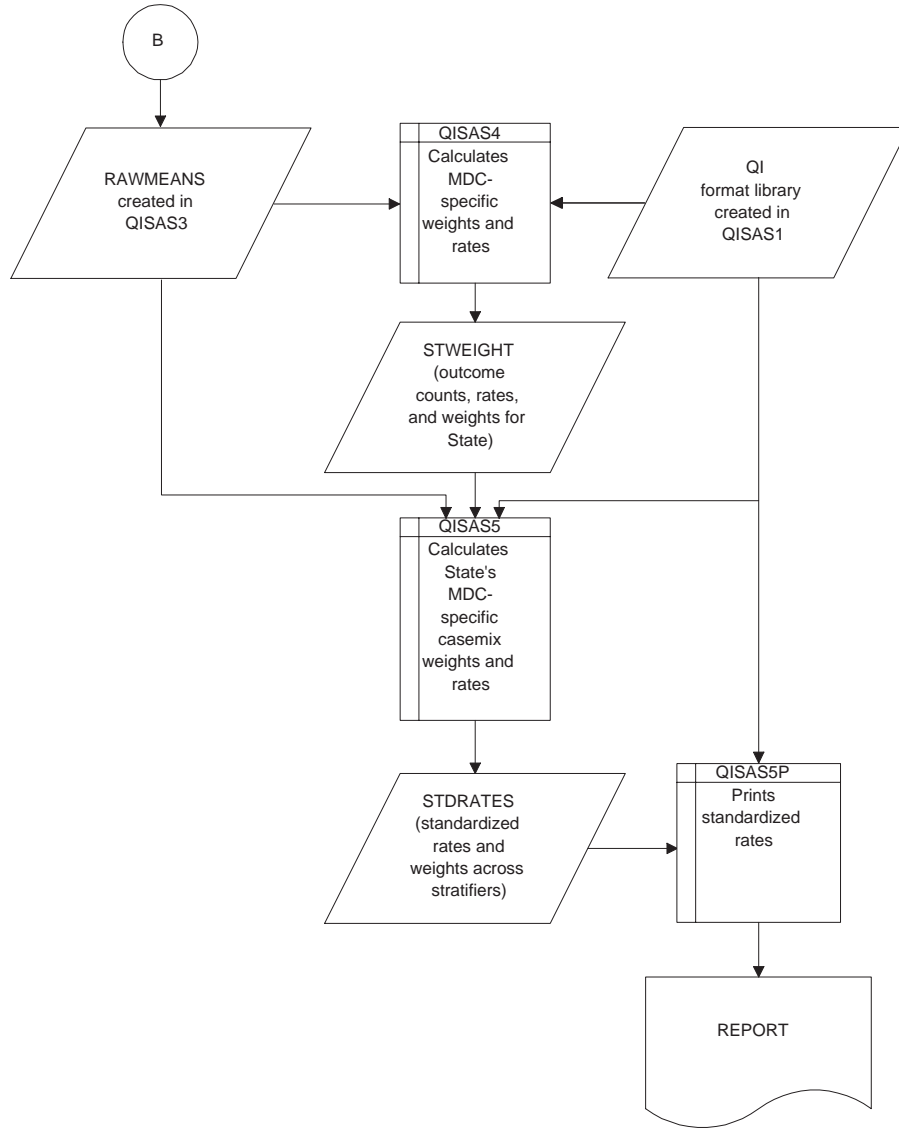 B
RAWMEANS
created in
QISAS3
QISAS4
Calculates
MDC-
specific
weights and
rates
QI
format library
created in
QISAS1
STWEIGHT
(outcome
counts, rates,
and weights for
State)
QISAS5
Calculates
State's
MDC-
specific
casemix
weights and
rates
STDRATES
(standardized
rates and
weights across
stratifiers)
QISAS5P
Prints
standardized
rates
REPORT